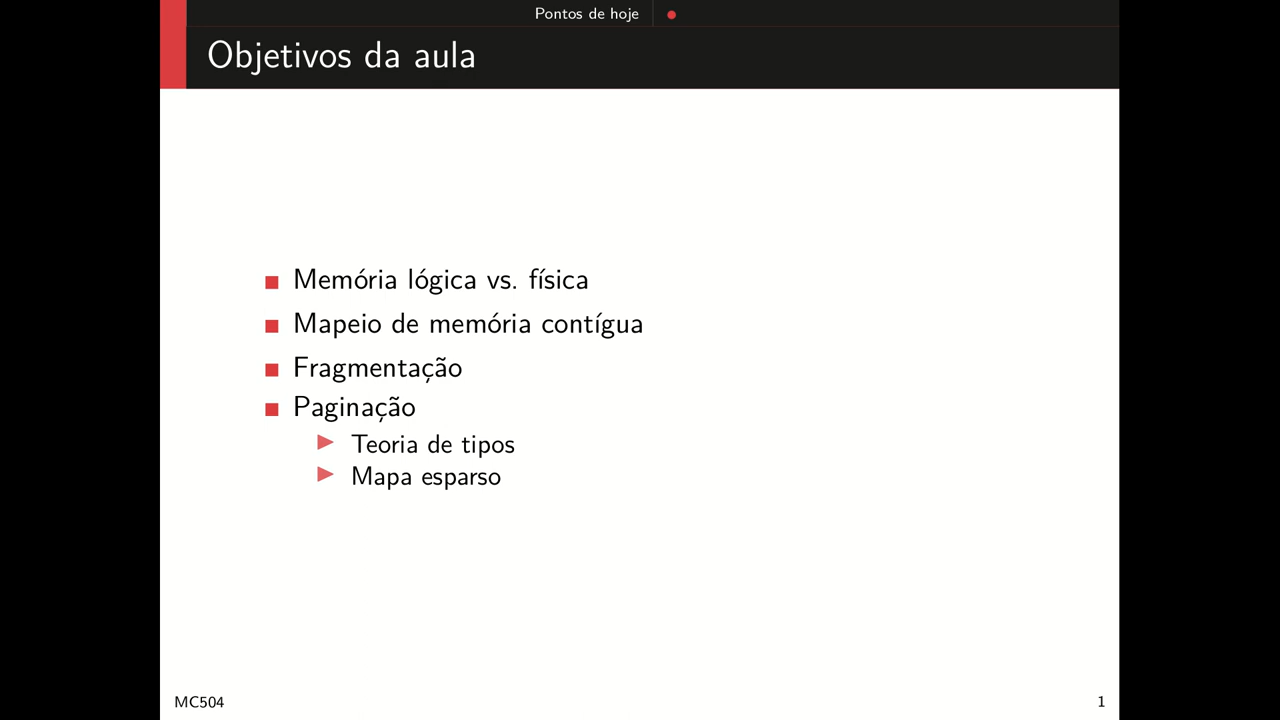 Pontos de hoje
Objetivos da aula
Memória lógica vs. física
Mapeio de memória contígua
Fragmentação
Paginação
Teoria de tipos
Mapa esparso
MC504
1